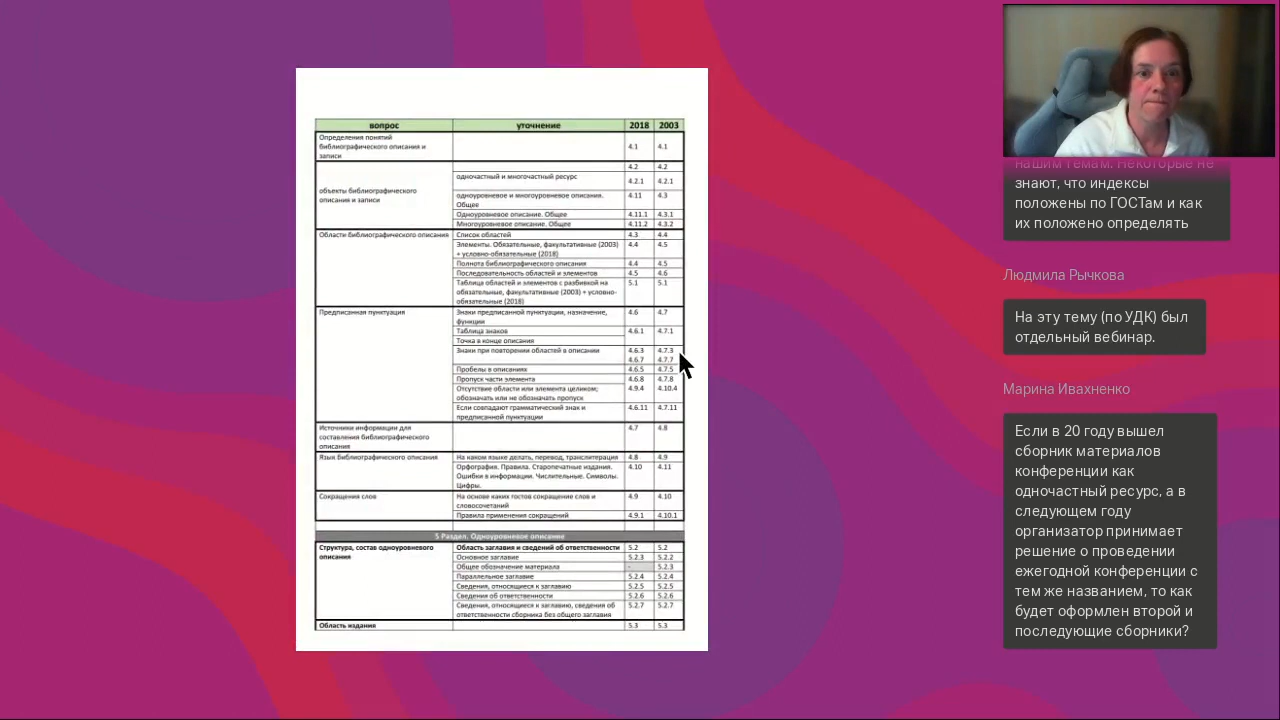 вопрос уточнение 2018 2003
Определения понятий
библиографического описания и
записи
4.1 4.1
4.2 4.2
объекты библиографического
описания и записи
одночастный и многочастный ресурс
4.2.1 4.2.1
одноуровневое и многоуровневое описания.
Общее
4.11 4.3
Одноуровневое описание. Общее 4.11.1 4.3.1
Многоуровневое описание. Общее 4.11.2 4.3.2
Области библиографического описания Список областей 4.3 4.4
Элементы. Обязательные, факультативные (2003)
+ условно-обязательные (2018)
4.4 4.5
Полнота библиографического описания 4.4 4.5
Последовательность областей и элементов 4.5 4.6
Таблица областей и элементов с разбивкой на
обязательные, факультативные (2003) + условно-
обязательные (2018)
5.1 5.1
Предписанная пунктуация Знаки предписанной пунктуации, назначение,
функции
4.6 4.7
Таблица знаков 4.6.1 4.7.1
Точка в конце описания
Знаки при повторении областей в описании 4.6.3 4.7.3
4.6.7 4.7.7
Пробелы в описаниях 4.6.5 4.7.5
Пропуск части элемента 4.6.8 4.7.8
Отсутствие области или элемента целиком;
обозначать или не обозначать пропуск
4.9.4 4.10.4
Если совпадают грамматический знак и
предписанной пунктуации
4.6.11 4.7.11
Источники информации для
составления библиографического
описания
4.7 4.8
Язык библиографического описания На каком языке делать, перевод, транслитерация 4.8 4.9
Орфография. Правила. Старопечатные издания.
Ошибки в информации. Числительные. Символы.
Цифры.
4.10 4.11
Сокращения слов На основе каких гостов сокращение слов и
словосочетаний
4.9 4.10
Правила применения сокращений 4.9.1 4.10.1
5 Раздел. Одноуровневое описание
Структура, состав одноуровневого
описания
Область заглавия и сведений об ответственности 5.2 5.2
Основное заглавие 5.2.3 5.2.2
Общее обозначение материала - 5.2.3
Параллельное заглавие 5.2.4 5.2.4
Сведения, относящиеся к заглавию 5.2.5 5.2.5
Сведения об ответственности 5.2.6 5.2.6
Сведения, относящиеся к заглавию, сведения об
ответственности сборника без общего заглавия
5.2.7 5.2.7
Область издания 5.3 5.3
нашим темам. Некоторые не
знают, что индексы
положены по ГОСТам и как
их помогать определять.
Людмила Рычкова
На эту тему (по УДК) был
отдельный вебинар.
Марина Ивахненко
Если в 20 году вышел
сборник материалов
конференции как
одночастный ресурс, а в
следующем году
организатор принимает
решение о проведении
ежегодной конференции с
тем же названием, то как
будет оформлен второй и
последующие сборники?